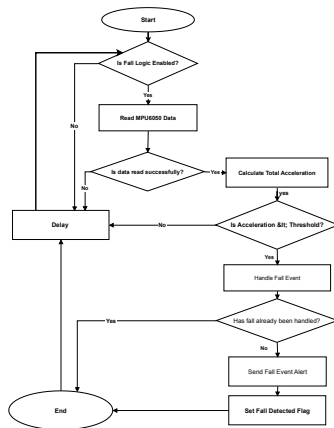 Start
Is Fall Logic Enabled?
Yes
No
Read MPU6050 Data
Is data read successfully?
Yes
Calculate Total Acceleration
No
yes
Delay
No
Is Acceleration &lt; Threshold?
Yes
Handle Fall Event
Yes
Has fall already been handled?
No
Send Fall Event Alert
End
Set Fall Detected Flag